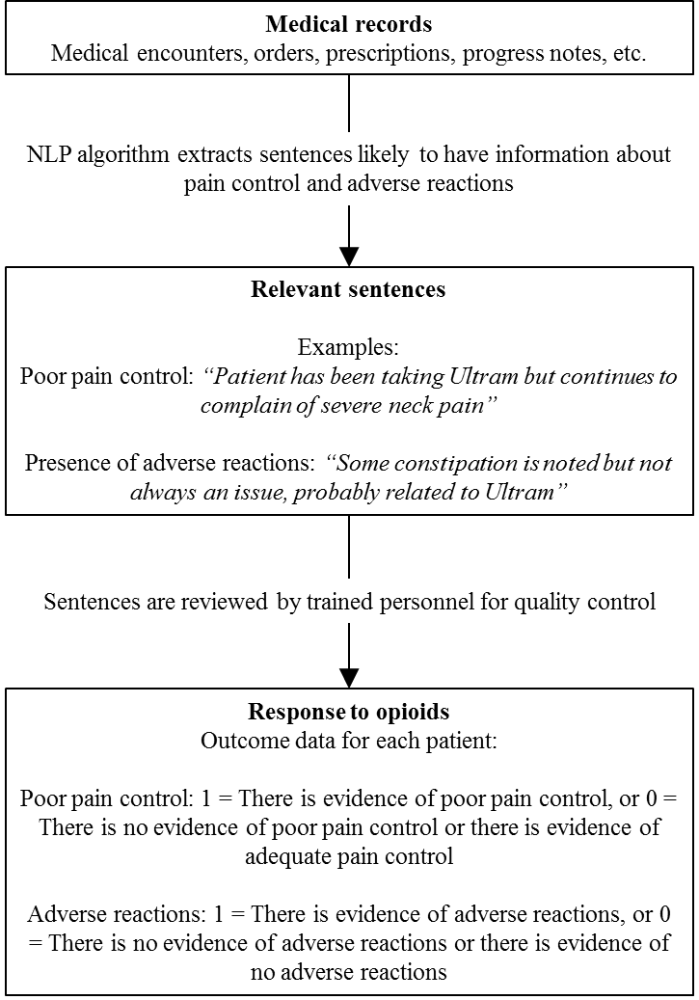 Medical records
Medical encounters, orders, prescriptions, progress notes, etc.
NLP algorithm extracts sentences likely to have information about
pain control and adverse reactions
Relevant sentences
Examples:
Poor pain control: “Patient has been taking Ultram but continues to
complain of severe neck pain”
Presence of adverse reactions: “Some constipation is noted but not
always an issue, probably related to Ultram”
Sentences are reviewed by trained personnel for quality control
Response to opioids
Outcome data for each patient:
Poor pain control: 1 = There is evidence of poor pain control, or 0 =
There is no evidence of poor pain control or there is evidence of
adequate pain control
Adverse reactions: 1 = There is evidence of adverse reactions, or 0
= There is no evidence of adverse reactions or there is evidence of
no adverse reactions